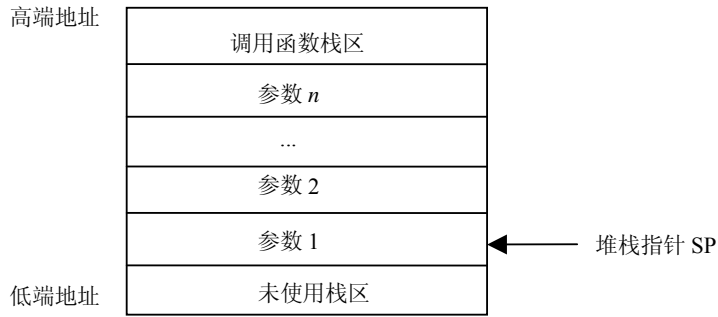 高端地址
调用函数栈区
参数 n
...
参数 2
参数 1
堆栈指针 SP
低端地址
未使用栈区